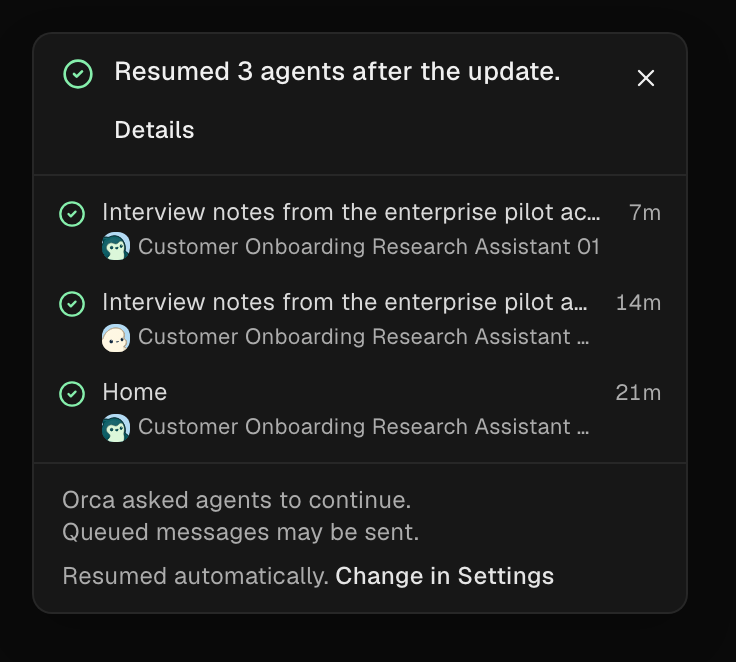 Resumed 3 agents after the update.
Details
Interview notes from the enterprise pilot ac... 7m
Customer Onboarding Research Assistant 01
Interview notes from the enterprise pilot a... 14m
Customer Onboarding Research Assistant ...
Home 21m
Customer Onboarding Research Assistant ...
Orca asked agents to continue.
Queued messages may be sent.
Resumed automatically. Change in Settings